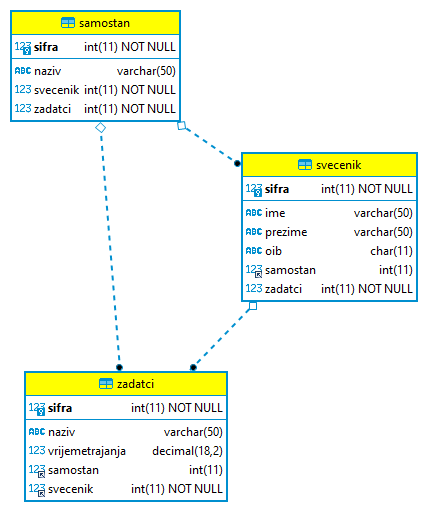 samostan
123 sifra int(11) NOT NULL
ABC naziv varchar(50)
123 svecenik int(11) NOT NULL
123 zadatci int(11) NOT NULL
svecenik
123 sifra int(11) NOT NULL
ABC ime varchar(50)
ABC prezime varchar(50)
ABC oib char(11)
123 samostan int(11)
123 zadatci int(11) NOT NULL
zadatci
123 sifra int(11) NOT NULL
ABC naziv varchar(50)
123 vrijemetrajanja decimal(18,2)
123 samostan int(11)
123 svecenik int(11) NOT NULL